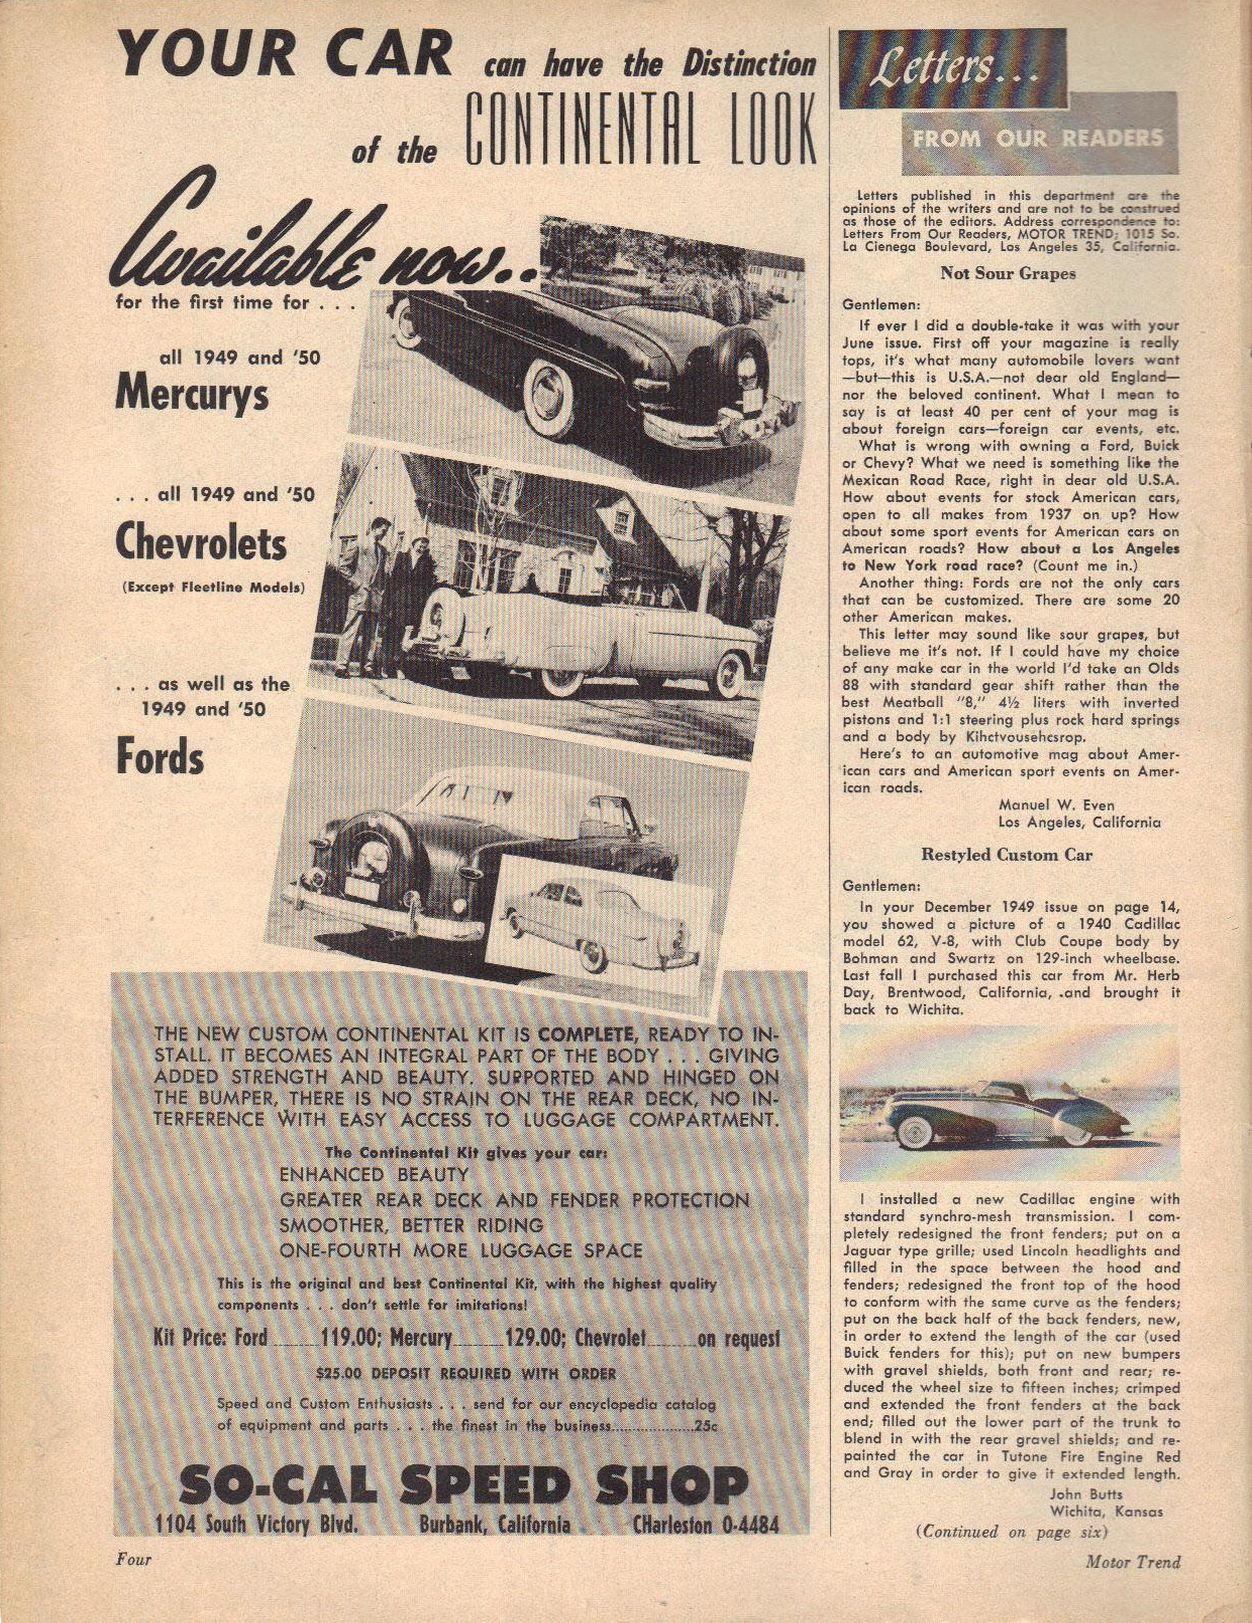 YOUR CAR can have the Distinction
of the CONTINENTAL LOOK
Available now..
for the first time for . . .
all 1949 and '50
Mercurys
. . . all 1949 and '50
Chevrolets
(Except Fleetline Models)
. . . as well as the
1949 and '50
Fords
THE NEW CUSTOM CONTINENTAL KIT IS COMPLETE, READY TO IN-
STALL. IT BECOMES AN INTEGRAL PART OF THE BODY . . . GIVING
ADDED STRENGTH AND BEAUTY. SUPPORTED AND HINGED ON
THE BUMPER, THERE IS NO STRAIN ON THE REAR DECK, NO IN-
TERFERENCE WITH EASY ACCESS TO LUGGAGE COMPARTMENT.
The Continental Kit gives your car:
ENHANCED BEAUTY
GREATER REAR DECK AND FENDER PROTECTION
SMOOTHER, BETTER RIDING
ONE-FOURTH MORE LUGGAGE SPACE
This is the original and best Continental Kit, with the highest quality
components . . . don't settle for imitations!
Kit Price: Ford ........119.00; Mercury........129.00; Chevrolet........on request
$25.00 DEPOSIT REQUIRED WITH ORDER
Speed and Custom Enthusiasts . . . send for our encyclopedia catalog
of equipment and parts . . . the finest in the business....................25c
SO-CAL SPEED SHOP
1104 South Victory Blvd. Burbank, California CHarleston 0-4484
Four
Letters...
FROM OUR READERS
Letters published in this department are the
opinions of the writers and are not to be construed
as those of the editors. Address correspondence to:
Letters From Our Readers, MOTOR TREND; 1015 So.
La Cienega Boulevard, Los Angeles 35, California.
Not Sour Grapes
Gentlemen:
If ever I did a double-take it was with your
June issue. First off your magazine is really
tops, it's what many automobile lovers want
—but—this is U.S.A.—not dear old England—
nor the beloved continent. What I mean to
say is at least 40 per cent of your mag is
about foreign cars—foreign car events, etc.
What is wrong with owning a Ford, Buick
or Chevy? What we need is something like the
Mexican Road Race, right in dear old U.S.A.
How about events for stock American cars,
open to all makes from 1937 on up? How
about some sport events for American cars on
American roads? How about a Los Angeles
to New York road race? (Count me in.)
Another thing: Fords are not the only cars
that can be customized. There are some 20
other American makes.
This letter may sound like sour grapes, but
believe me it's not. If I could have my choice
of any make car in the world I'd take an Olds
88 with standard gear shift rather than the
best Meatball "8," 4½ liters with inverted
pistons and 1:1 steering plus rock hard springs
and a body by Kihctvousehcsrop.
Here's to an automotive mag about Amer-
ican cars and American sport events on Amer-
ican roads.
Manuel W. Even
Los Angeles, California
Restyled Custom Car
Gentlemen:
In your December 1949 issue on page 14,
you showed a picture of a 1940 Cadillac
model 62, V-8, with Club Coupe body by
Bohman and Swartz on 129-inch wheelbase.
Last fall I purchased this car from Mr. Herb
Day, Brentwood, California, .and brought it
back to Wichita.
I installed a new Cadillac engine with
standard synchro-mesh transmission. I com-
pletely redesigned the front fenders; put on a
Jaguar type grille; used Lincoln headlights and
filled in the space between the hood and
fenders; redesigned the front top of the hood
to conform with the same curve as the fenders;
put on the back half of the back fenders, new,
in order to extend the length of the car (used
Buick fenders for this); put on new bumpers
with gravel shields, both front and rear; re-
duced the wheel size to fifteen inches; crimped
and extended the front fenders at the back
end; filled out the lower part of the trunk to
blend in with the rear gravel shields; and re-
painted the car in Tutone Fire Engine Red
and Gray in order to give it extended length.
John Butts
Wichita, Kansas
(Continued on page six)
Motor Trend